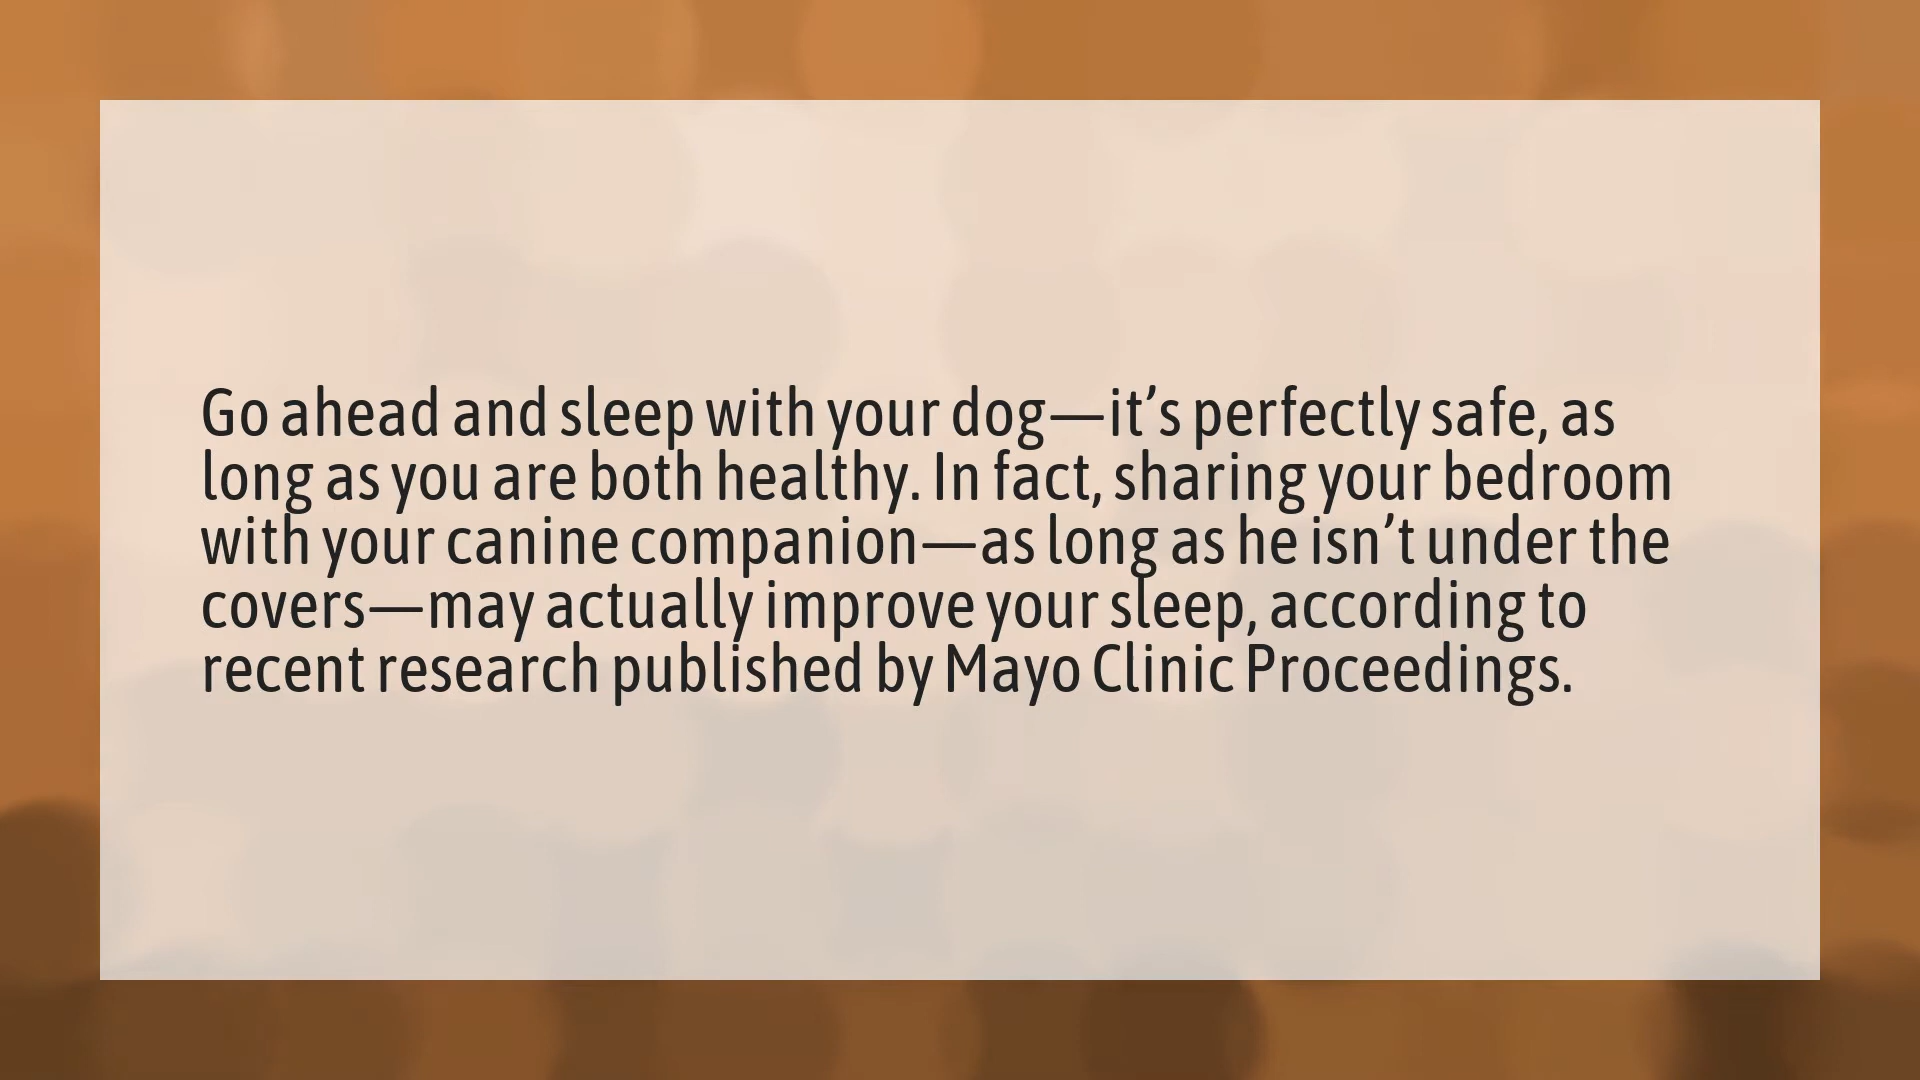 Go ahead and sleep with your dog—it’s perfectly safe, as
long as you are both healthy. In fact, sharing your bedroom
with your canine companion—as long as he isn’t under the
covers—may actually improve your sleep, according to
recent research published by Mayo Clinic Proceedings.